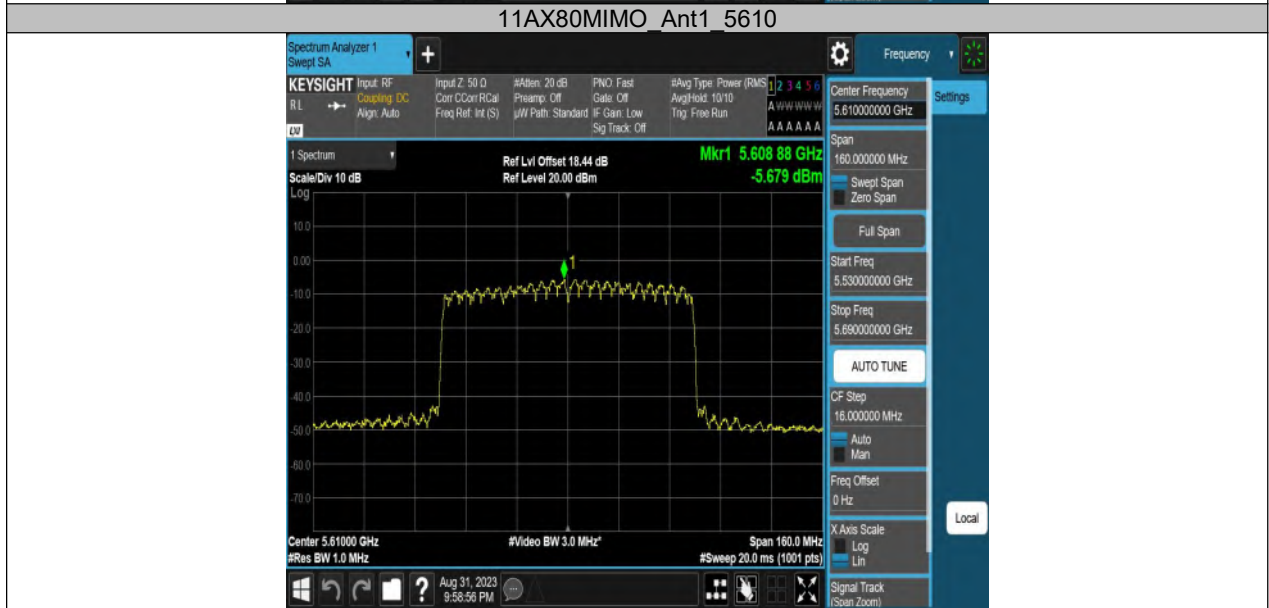 11AX80MIMO_Ant1_5610
Spectrum Analyzer 1
Swept SA
+
Frequency
KEYSIGHT Input: RF Input Z: 50 Ω #Atten: 20 dB PNO: Fast #Avg Type: Power (RMS 1 2 3 4 5 6
RL Coupling: DC Corr CCorr RCal Preamp: Off Gate: Off Avg|Hold: 10/10 A W W W W W
Align: Auto Freq Ref: Int (S) µW Path: Standard IF Gain: Low Trig: Free Run
LXI Sig Track: Off A A A A A A
1 Spectrum
Scale/Div 10 dB
Ref Lvl Offset 18.44 dB
Ref Level 20.00 dBm
Mkr1 5.608 88 GHz
-5.679 dBm
Log
10.0
0.00
-10.0
-20.0
-30.0
-40.0
-50.0
-60.0
-70.0
1
Center 5.61000 GHz #Video BW 3.0 MHz* Span 160.0 MHz
#Res BW 1.0 MHz #Sweep 20.0 ms (1001 pts)
? Aug 31, 2023
9:58:56 PM
Center Frequency
5.610000000 GHz
Settings
Span
160.000000 MHz
Swept Span
Zero Span
Full Span
Start Freq
5.530000000 GHz
Stop Freq
5.690000000 GHz
AUTO TUNE
CF Step
16.000000 MHz
Auto
Man
Freq Offset
0 Hz
Local
X Axis Scale
Log
Lin
Signal Track
(Span Zoom)